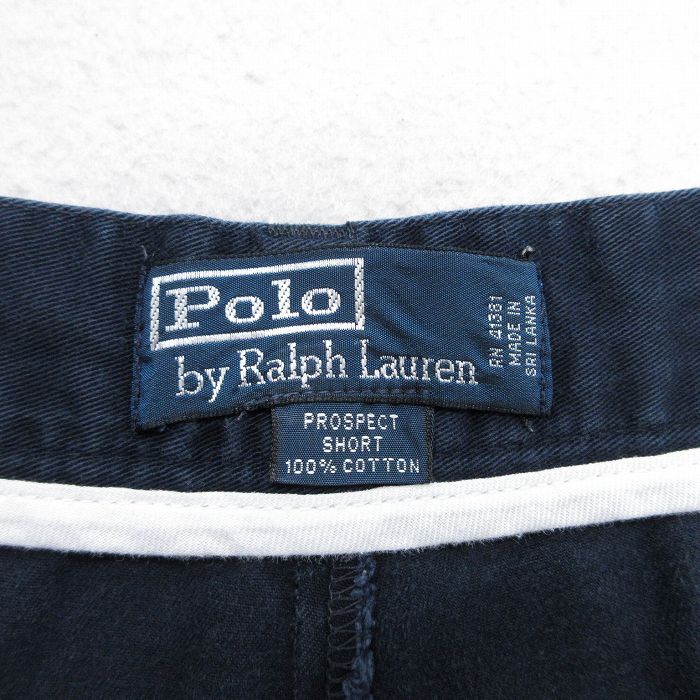 Polo
by Ralph Lauren
RN 41381
MADE IN
SRI LANKA
PROSPECT
SHORT
100% COTTON